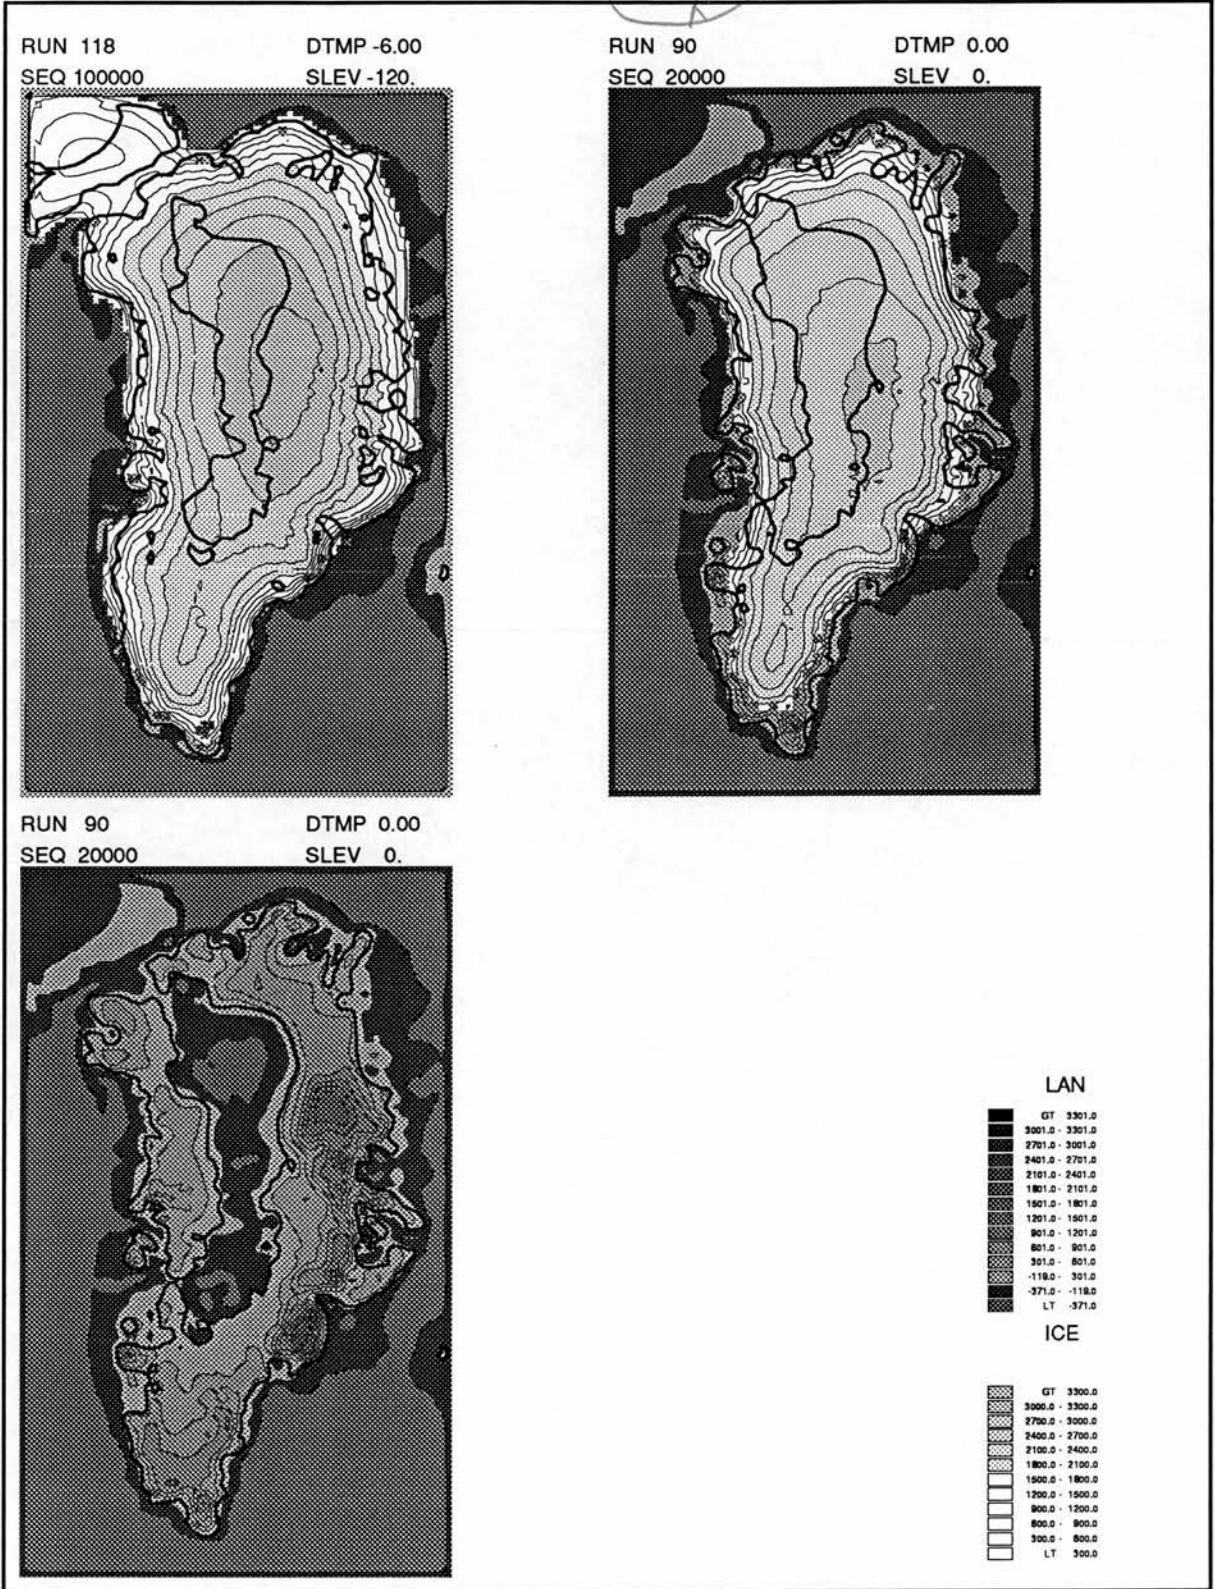 RUN 118 DTMP -6.00
SEQ 100000 SLEV -120.
RUN 90 DTMP 0.00
SEQ 20000 SLEV 0.
RUN 90 DTMP 0.00
SEQ 20000 SLEV 0.
LAN
GT 3301.0
3001.0 - 3301.0
2701.0 - 3001.0
2401.0 - 2701.0
2101.0 - 2401.0
1801.0 - 2101.0
1501.0 - 1801.0
1201.0 - 1501.0
901.0 - 1201.0
601.0 - 901.0
301.0 - 601.0
-119.0 - 301.0
-371.0 - -119.0
LT -371.0
ICE
GT 3300.0
3000.0 - 3300.0
2700.0 - 3000.0
2400.0 - 2700.0
2100.0 - 2400.0
1800.0 - 2100.0
1500.0 - 1800.0
1200.0 - 1500.0
900.0 - 1200.0
600.0 - 900.0
300.0 - 600.0
LT 300.0